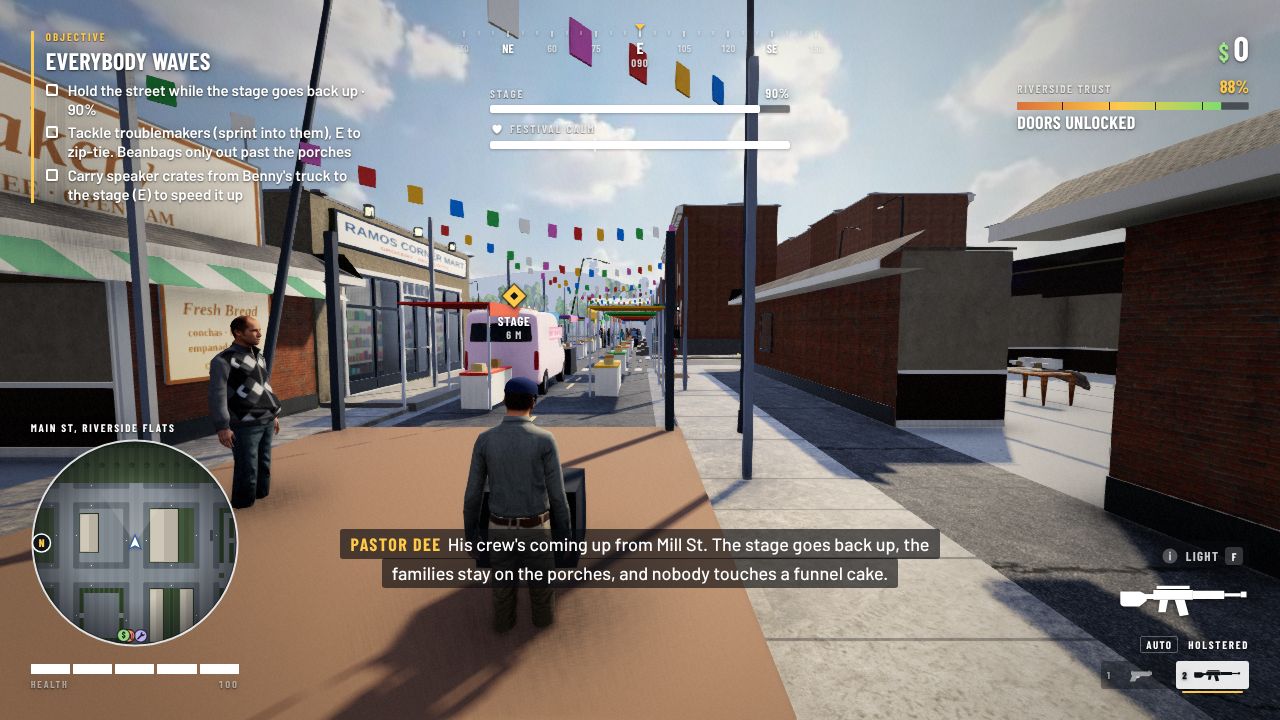 OBJECTIVE
EVERYBODY WAVES
Hold the street while the stage goes back up ·
90%
Tackle troublemakers (sprint into them), E to
zip-tie. Beanbags only out past the porches
Carry speaker crates from Benny's truck to
the stage (E) to speed it up
NE
60
75
E
105
120
SE
090
STAGE
90%
FESTIVAL CALM
$ 0
RIVERSIDE TRUST
88%
DOORS UNLOCKED
RAMOS CORNER MART
Fresh Bread
conchas
STAGE
6 M
MAIN ST, RIVERSIDE FLATS
N
$
HEALTH
100
PASTOR DEE His crew's coming up from Mill St. The stage goes back up, the
families stay on the porches, and nobody touches a funnel cake.
LIGHT F
AUTO
HOLSTERED
1
2